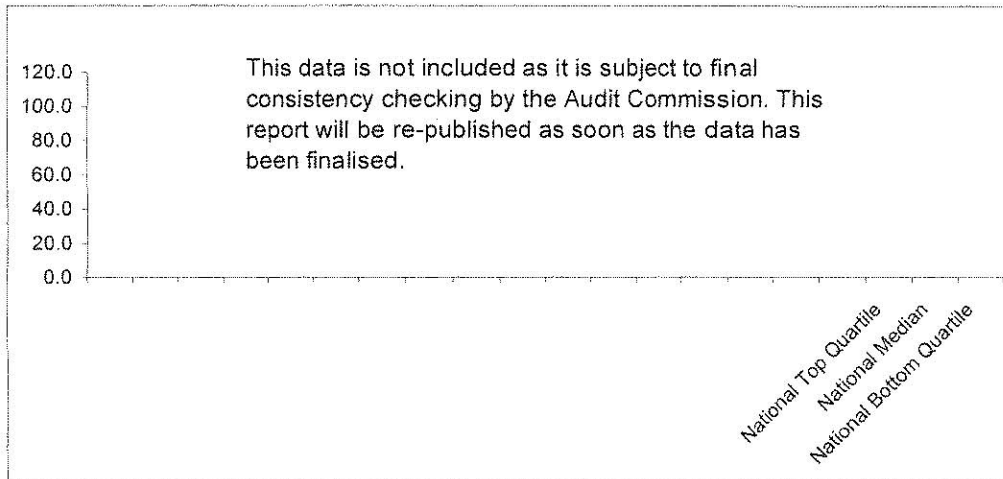 This data is not included as it is subject to final
consistency checking by the Audit Commission. This
report will be re-published as soon as the data has
been finalised.
120.0
100.0
80.0
60.0
40.0
20.0
0.0
National Top Quartile
National Median
National Bottom Quartile